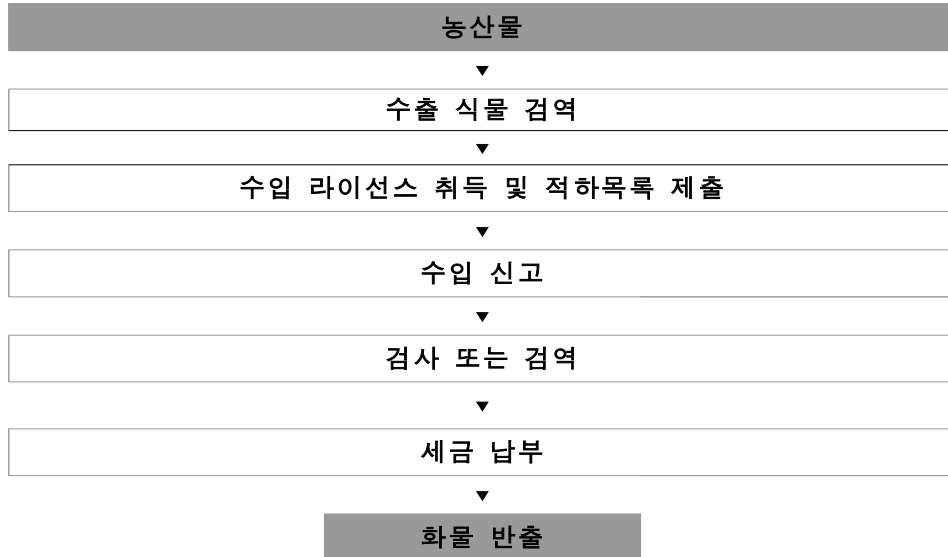 농산물
수출 식물 검역
수입 라이선스 취득 및 적하목록 제출
수입 신고
검사 또는 검역
세금 납부
화물 반출